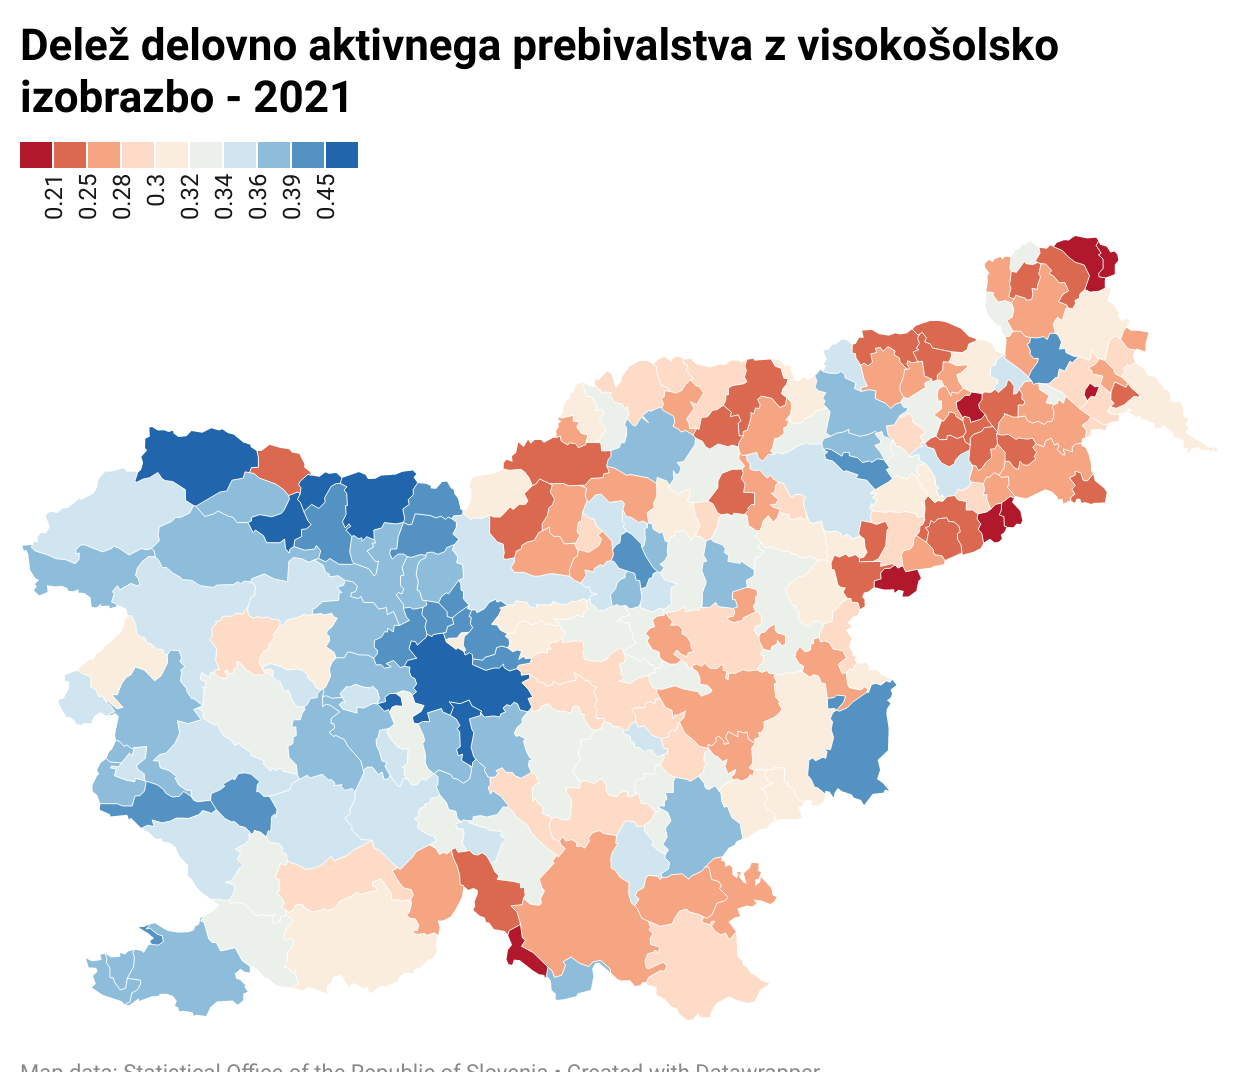 Delež delovno aktivnega prebivalstva z visokošolsko
izobrazbo - 2021
0.21 0.25 0.28 0.3 0.32 0.34 0.36 0.39 0.45
Map data: Statistical Office of the Republic of Slovenia • Created with Datawrapper